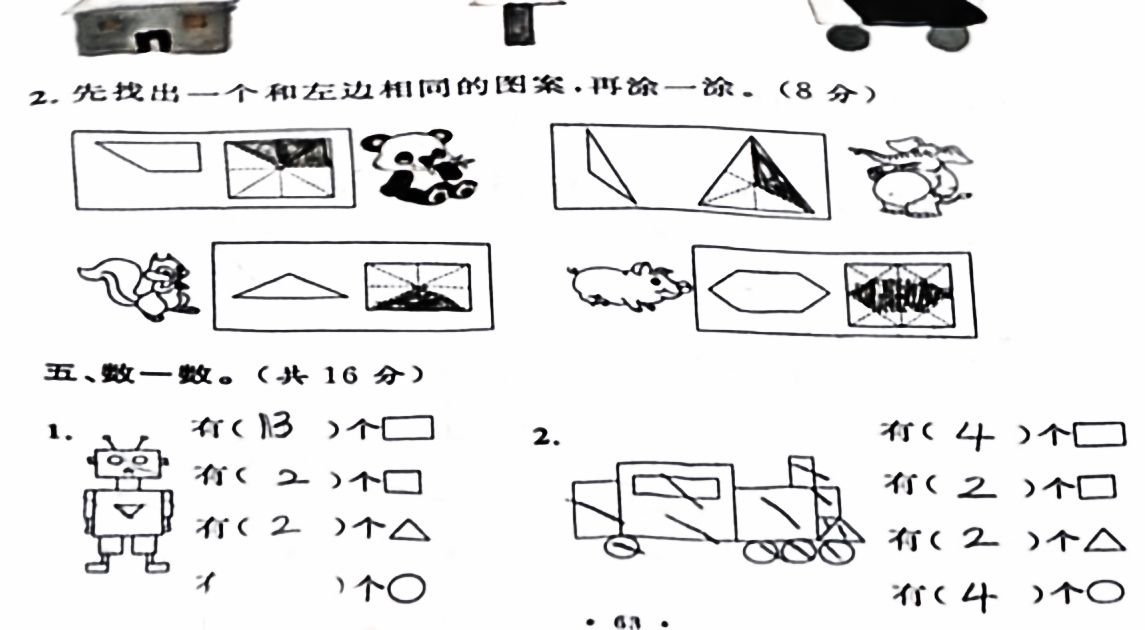 2. 先找出一个和左边相同的图案.再涂一涂。(8 分)
五、数一数。(共 16 分)
1.
有( 13 )个
有( 2 )个
有( 2 )个
)个
2.
有( 4 )个
有( 2 )个
有( 2 )个
有( 4 )个
• 63 •